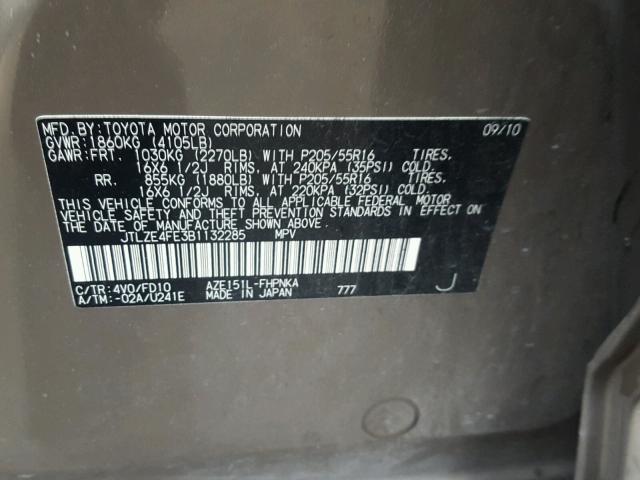 MFD.BY:TOYOTA MOTOR CORPORATION 09/10
GVWR:1860KG (4105LB)
GAWR:FRT. 1030KG (2270LB) WITH P205/55R16 TIRES,
16X6 1/2J RIMS, AT 240KPA (35PSI) COLD.
RR. 855KG (1880LB) WITH P205/55R16 TIRES,
16X6 1/2J RIMS, AT 220KPA (32PSI) COLD.
THIS VEHICLE CONFORMS TO ALL APPLICABLE FEDERAL MOTOR
VEHICLE SAFETY AND THEFT PREVENTION STANDARDS IN EFFECT ON
THE DATE OF MANUFACTURE SHOWN ABOVE.
JTLZE4FE3B1132285 MPV
C/TR:4V0/FD10 AZE151L-FHPNKA
A/TM:-02A/U241E MADE IN JAPAN 777 J